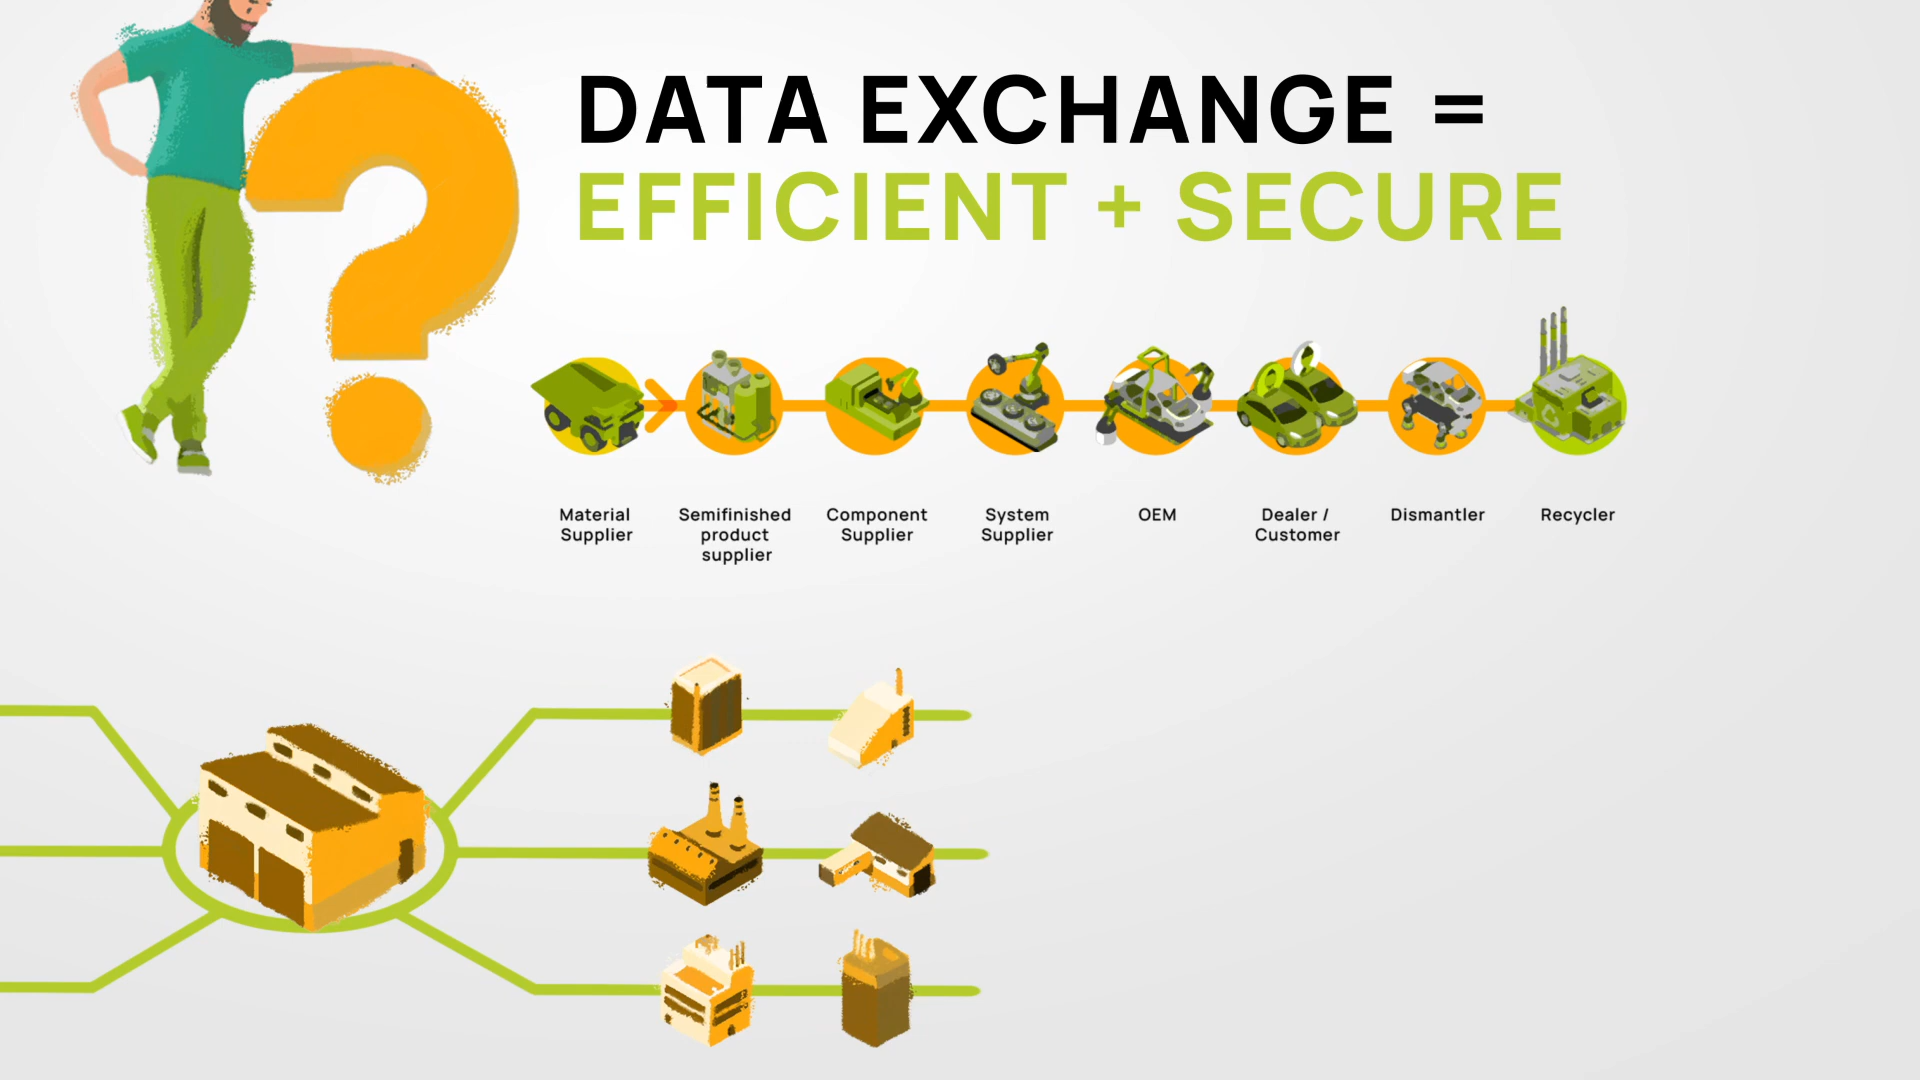 DATA EXCHANGE =
EFFICIENT + SECURE
Material
Supplier
Semifinished
product
supplier
Component
Supplier
System
Supplier
OEM
Dealer /
Customer
Dismantler
Recycler